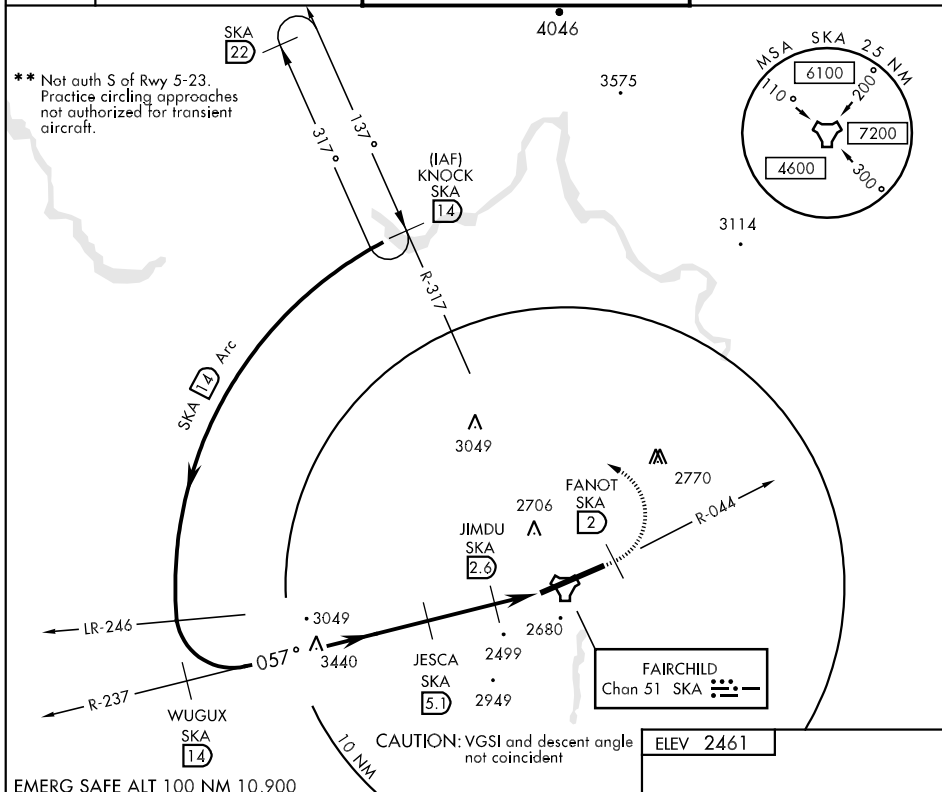 4046
SKA
22
** Not auth S of Rwy 5-23.
Practice circling approaches
not authorized for transient
aircraft.
3575
MSA SKA 25 NM
6100
110°
200°
7200
4600
300°
317°
137°
(IAF)
KNOCK
SKA
14
3114
R-317
SKA 14 Arc
3049
2770
FANOT
SKA
2
2706
R-044
JIMDU
SKA
2.6
LR-246
3049
057°
3440
2680
R-237
JESCA
SKA
5.1
2499
2949
WUGUX
SKA
14
FAIRCHILD
Chan 51 SKA
10 NM
CAUTION: VGSI and descent angle
not coincident
ELEV 2461
EMERG SAFE ALT 100 NM 10,900